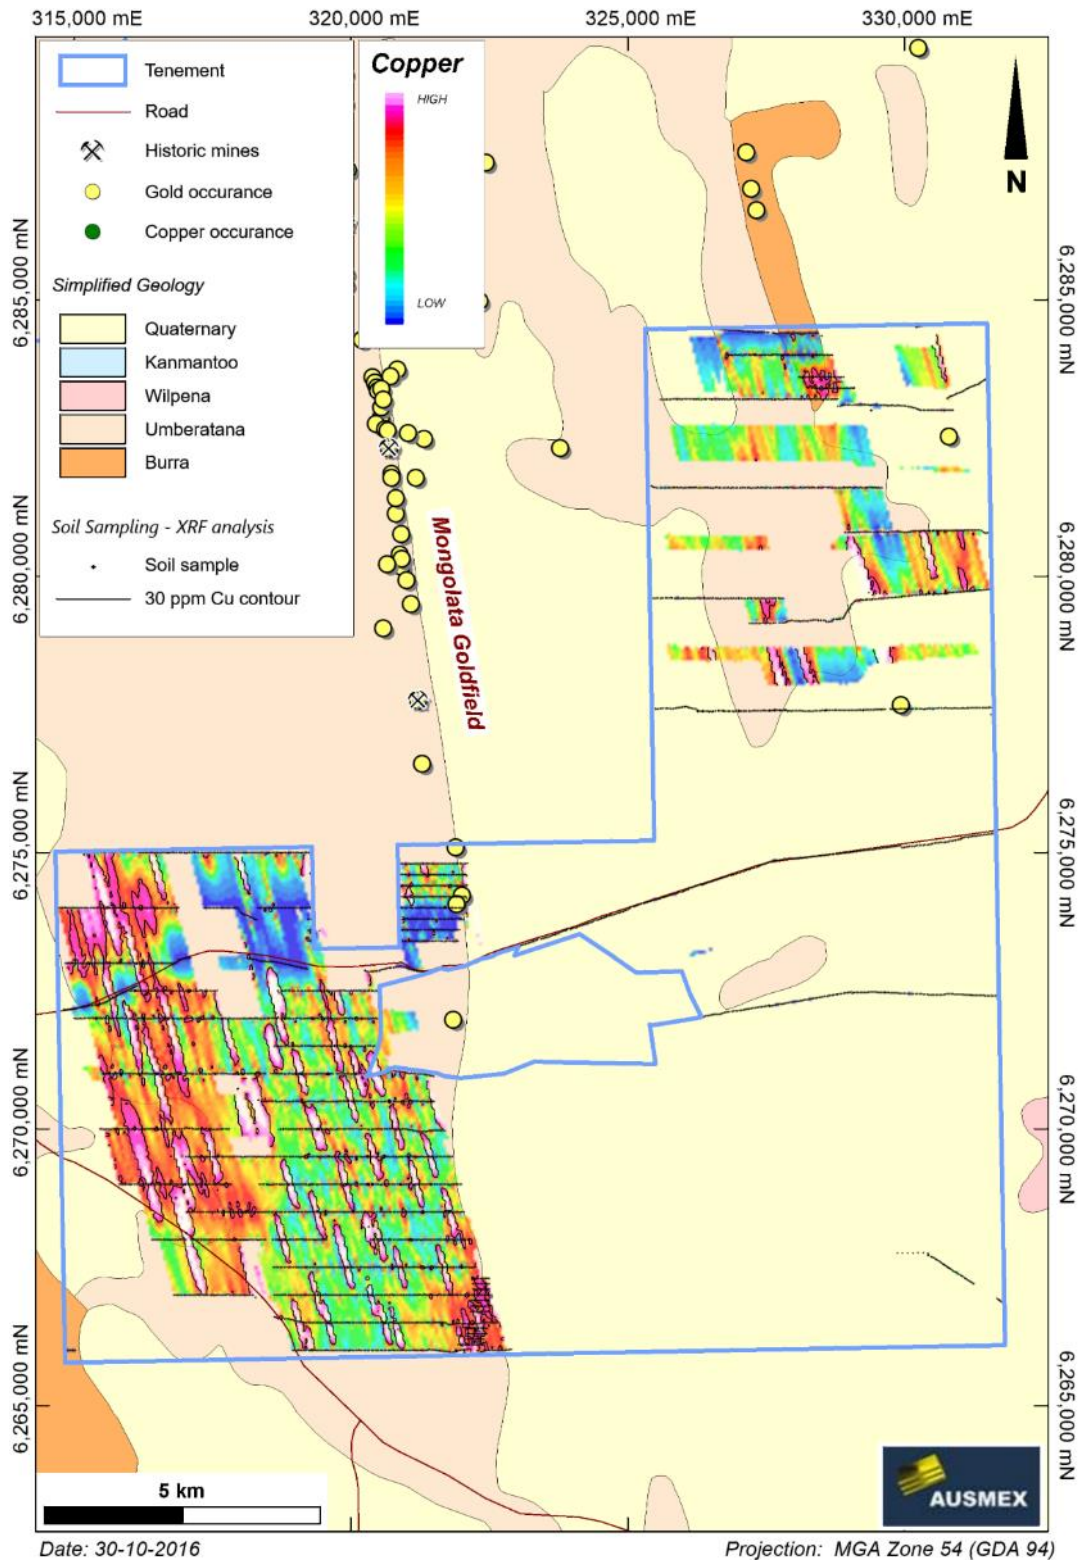 315,000 mE
320,000 mE
325,000 mE
330,000 mE
Tenement
Road
Historic mines
Gold occurance
Copper occurance
Simplified Geology
Quaternary
Kanmantoo
Wilpena
Umberatana
Burra
Soil Sampling - XRF analysis
Soil sample
30 ppm Cu contour
Copper
HIGH
LOW
N
6,285,000 mN
6,280,000 mN
6,275,000 mN
6,270,000 mN
6,265,000 mN
6,285,000 mN
6,280,000 mN
6,275,000 mN
6,270,000 mN
6,265,000 mN
Mongolata Goldfield
5 km
AUSMEX
Date: 30-10-2016
Projection: MGA Zone 54 (GDA 94)